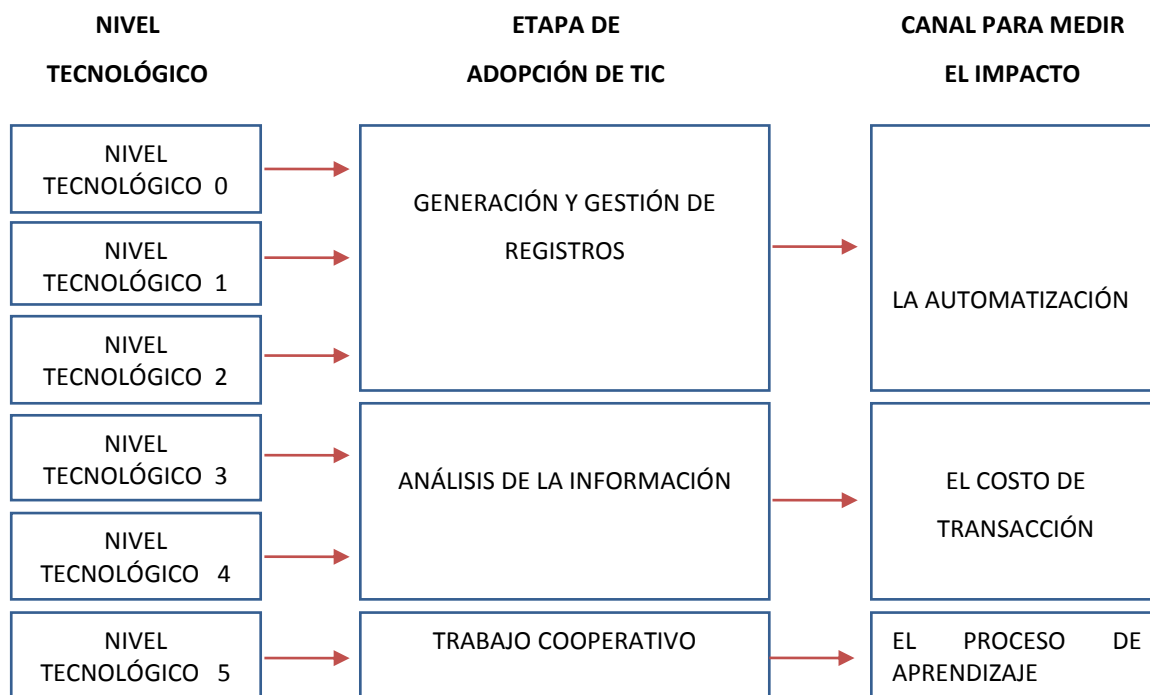 NIVEL
TECNOLÓGICO
ETAPA DE
ADOPCIÓN DE TIC
CANAL PARA MEDIR
EL IMPACTO
NIVEL
TECNOLÓGICO 0
NIVEL
TECNOLÓGICO 1
NIVEL
TECNOLÓGICO 2
NIVEL
TECNOLÓGICO 3
NIVEL
TECNOLÓGICO 4
NIVEL
TECNOLÓGICO 5
GENERACIÓN Y GESTIÓN DE
REGISTROS
ANÁLISIS DE LA INFORMACIÓN
TRABAJO COOPERATIVO
LA AUTOMATIZACIÓN
EL COSTO DE
TRANSACCIÓN
EL PROCESO DE
APRENDIZAJE